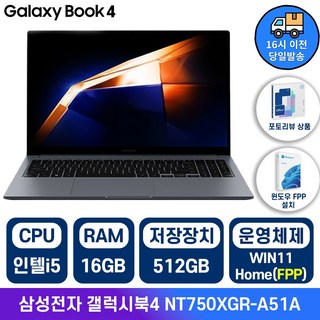 Galaxy Book4
16시 이전
당일발송
포토리뷰 상품
윈도우 FPP
설치
CPU
인텔i5
RAM
16GB
저장장치
512GB
운영체제
WIN11
Home(FPP)
삼성전자 갤럭시북4 NT750XGR-A51A